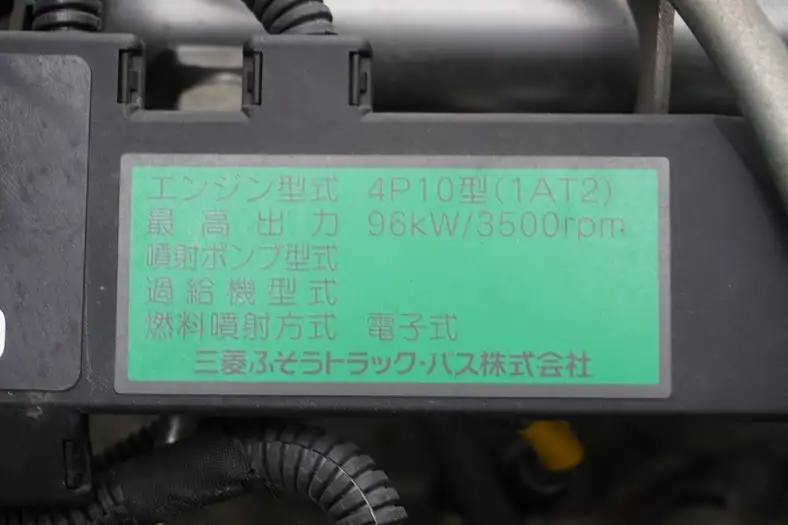 エンジン型式 4P10型(1AT2)
最高出力 96kW/3500rpm
噴射ポンプ型式
過給機型式
燃料噴射方式 電子式
三菱ふそうトラック・バス株式会社